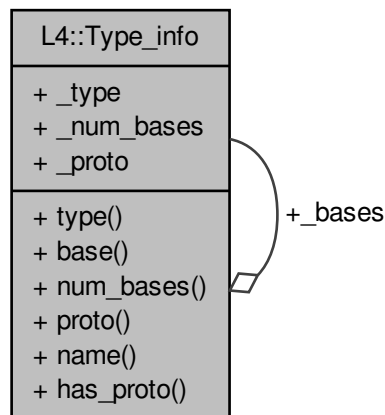 L4::Type_info
+ _type
+ _num_bases
+ _proto
+ type()
+ base()
+ num_bases()
+ proto()
+ name()
+ has_proto()
+_bases